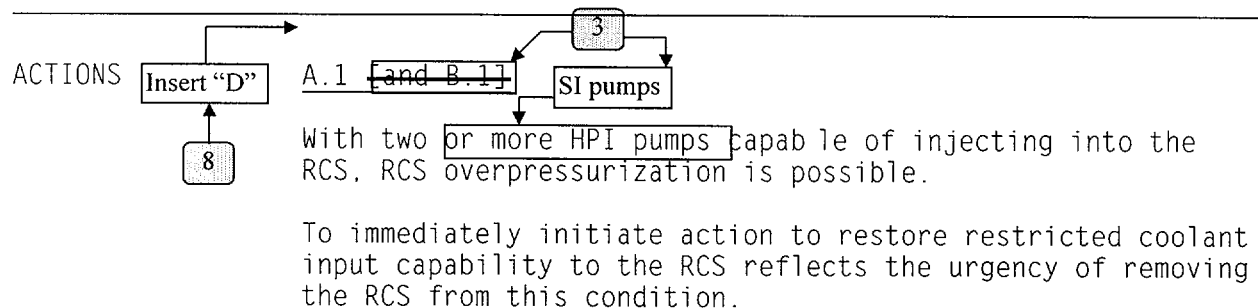 3
ACTIONS Insert “D” A.1 [and B.1] SI pumps
8
With two or more HPI pumps capable of injecting into the
RCS, RCS overpressurization is possible.
To immediately initiate action to restore restricted coolant
input capability to the RCS reflects the urgency of removing
the RCS from this condition.